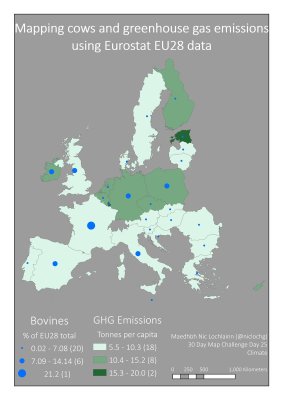 Mapping cows and greenhouse gas emissions
using Eurostat EU28 data
Bovines
% of EU28 total
0.02 - 7.08 (20)
7.09 - 14.14 (6)
21.2 (1)
GHG Emissions
Tonnes per capita
5.5 - 10.3 (18)
10.4 - 15.2 (8)
15.3 - 20.0 (2)
Maedhbh Nic Lochlainn (@niclochg)
30 Day Map Challenge Day 25
Climate
0 250 500 1,000 Kilometers